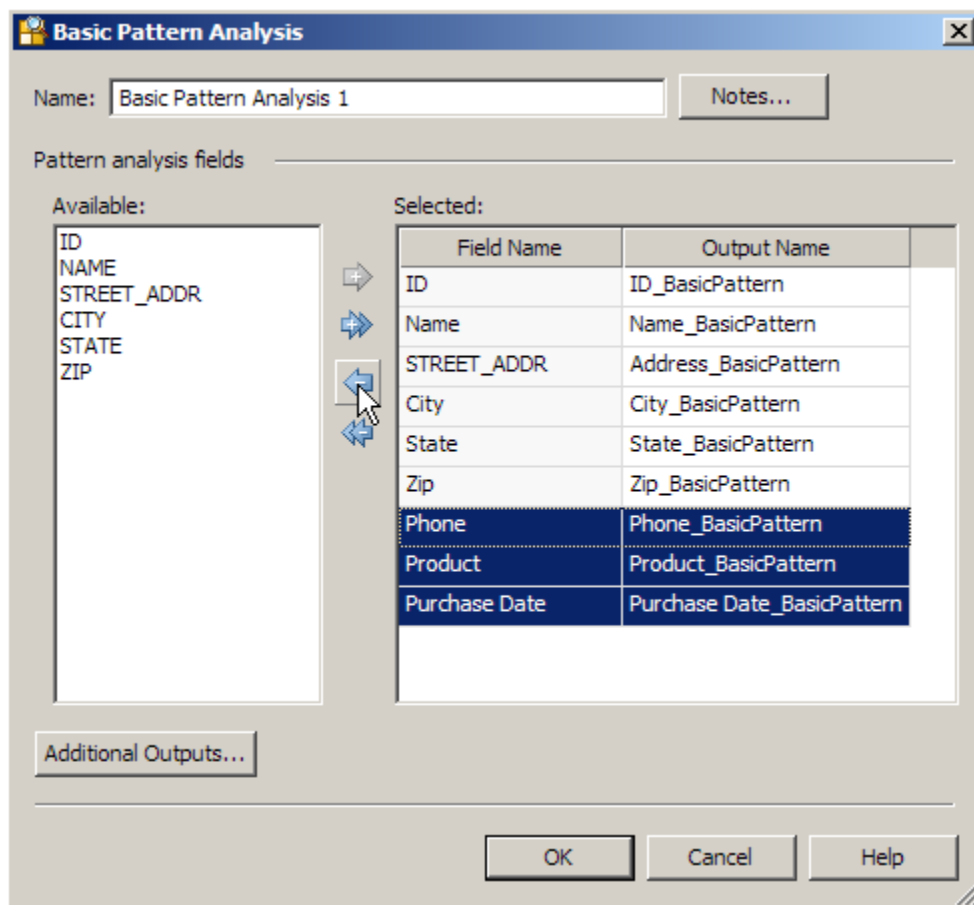 Basic Pattern Analysis
Name: Basic Pattern Analysis 1 Notes...
Pattern analysis fields
Available:
ID
NAME
STREET_ADDR
CITY
STATE
ZIP
Selected:
Field Name Output Name
ID ID_BasicPattern
Name Name_BasicPattern
STREET_ADDR Address_BasicPattern
City City_BasicPattern
State State_BasicPattern
Zip Zip_BasicPattern
Phone Phone_BasicPattern
Product Product_BasicPattern
Purchase Date Purchase Date_BasicPattern
Additional Outputs...
OK Cancel Help